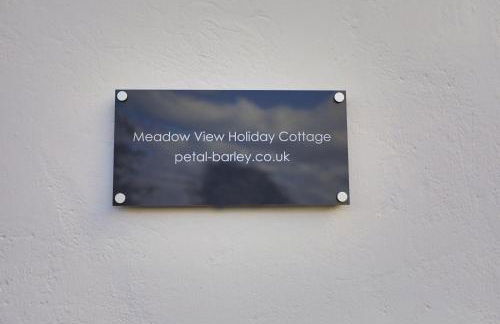 Meadow View Holiday Cottage
petal-barley.co.uk